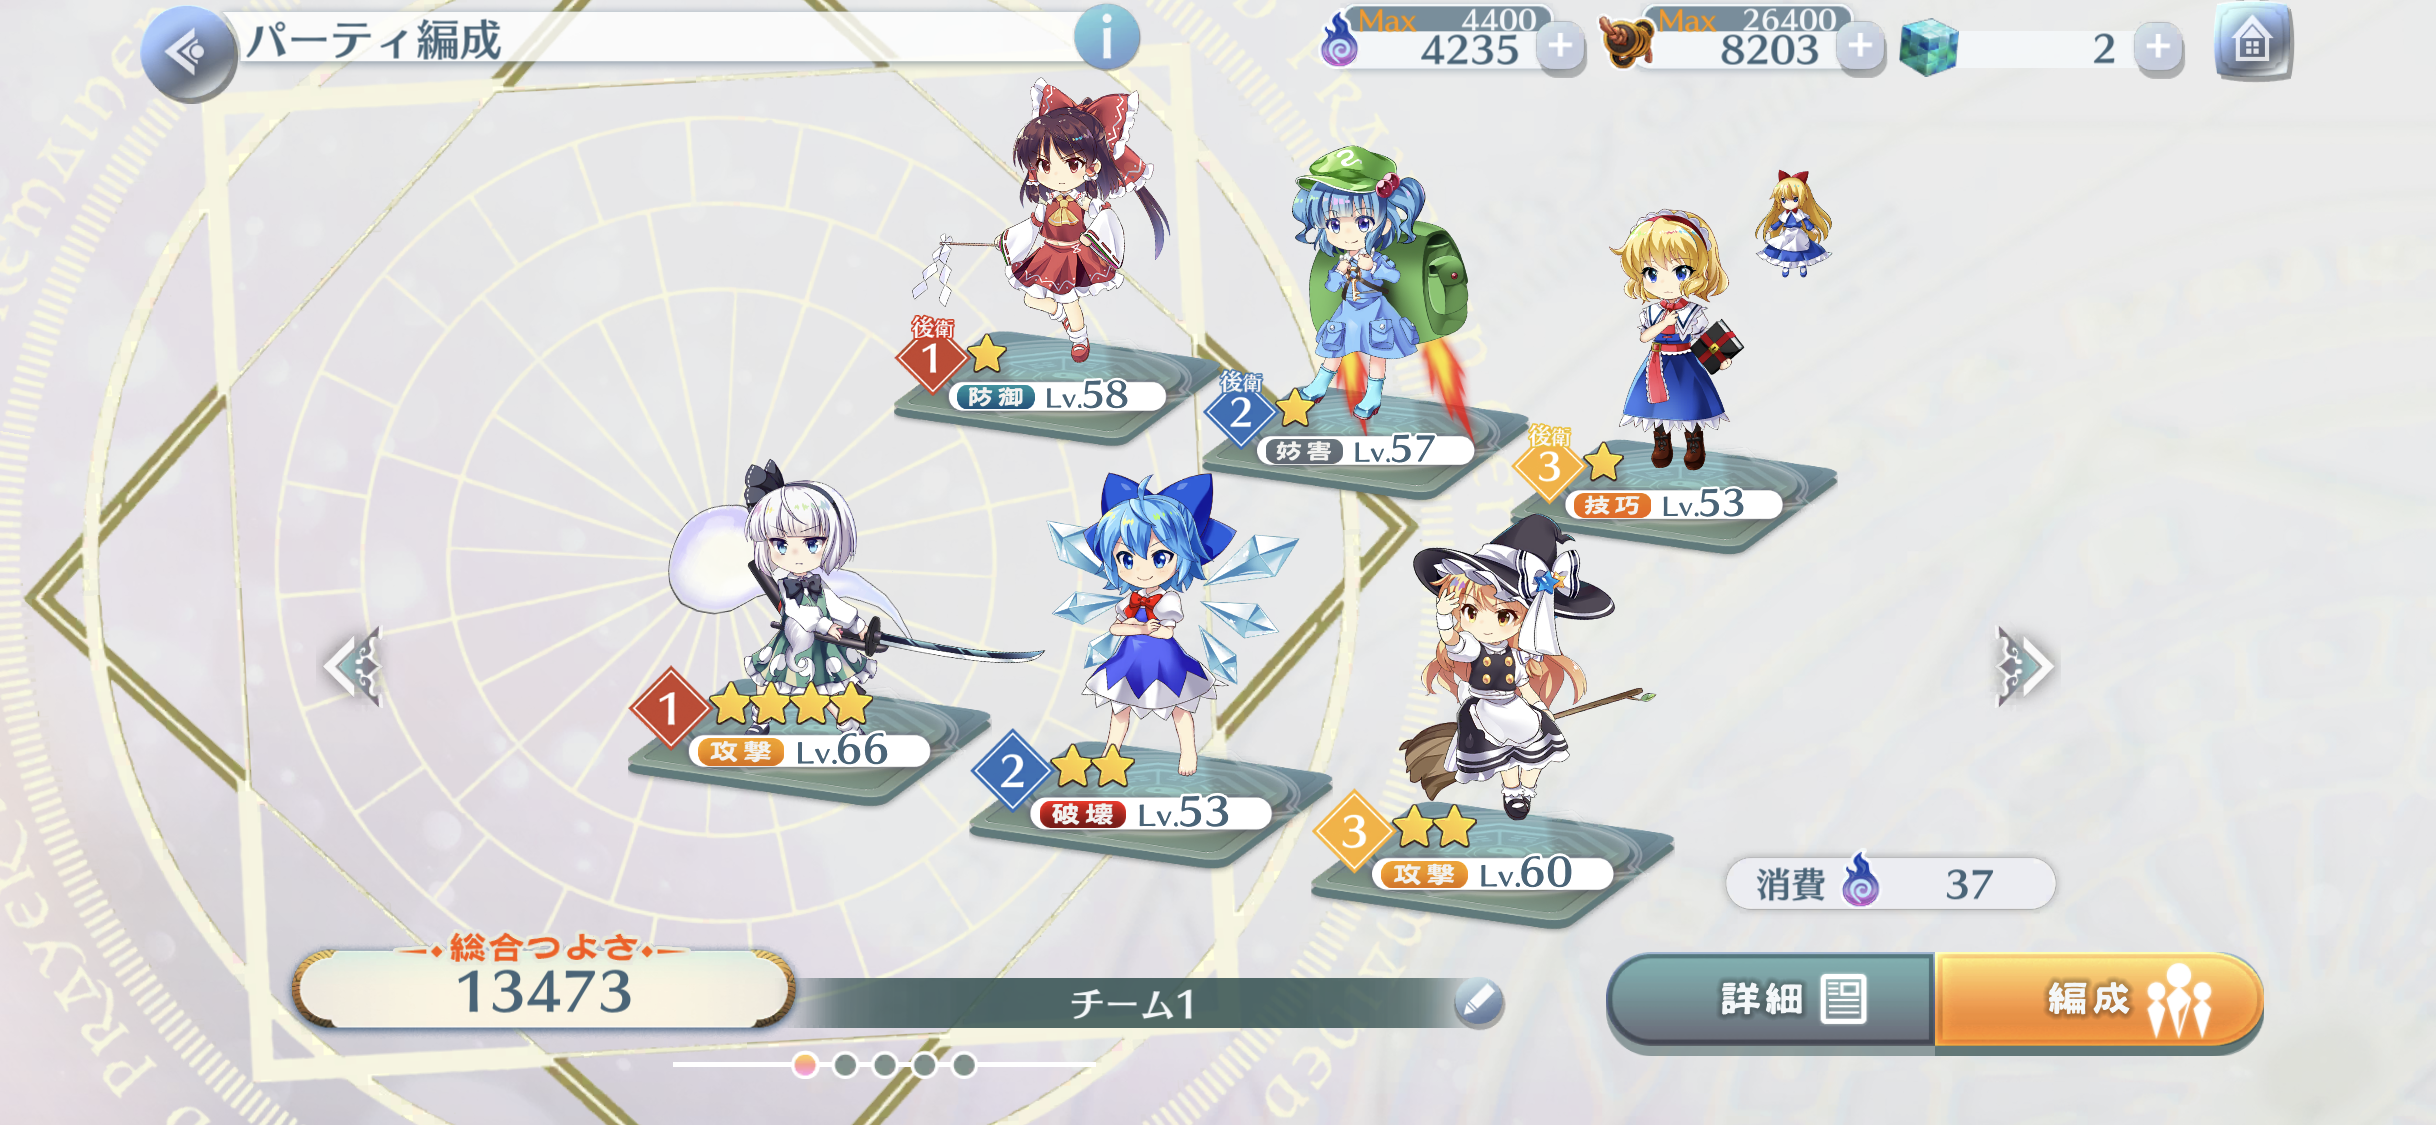 パーティ編成
i
Max 4400
4235
Max 26400
8203
2
後衛
1
防御 Lv.58
後衛
2
妨害 Lv.57
後衛
3
技巧 Lv.53
1
攻撃 Lv.66
2
破壊 Lv.53
3
攻撃 Lv.60
消費 37
総合つよさ
13473
チーム1
詳細
編成